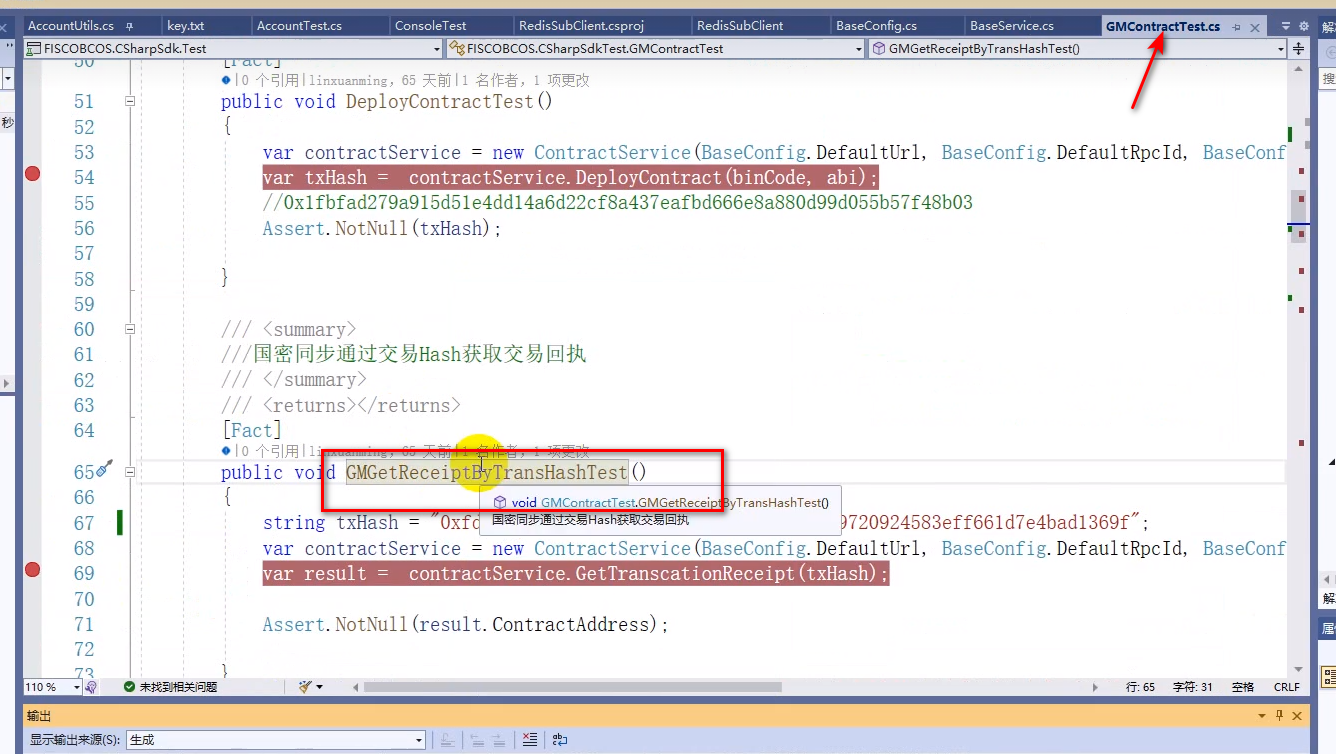 AccountUtils.cs key.txt AccountTest.cs ConsoleTest RedisSubClient.csproj RedisSubClient BaseConfig.cs BaseService.cs GMContractTest.cs
FISCOBCOS.CSharpSdk.Test FISCOBCOS.CSharpSdkTest.GMContractTest GMGetReceiptByTransHashTest()
50 [Fact]
0 个引用|linxuanming，65 天前|1 名作者，1 项更改
51 public void DeployContractTest()
52 {
53 var contractService = new ContractService(BaseConfig.DefaultUrl, BaseConfig.DefaultRpcId, BaseConf
54 var txHash =  contractService.DeployContract(binCode, abi);
55 //0x1fbfad279a915d51e4dd14a6d22cf8a437eafbd666e8a880d99d055b57f48b03
56 Assert.NotNull(txHash);
57
58 }
59
60 /// <summary>
61 ///国密同步通过交易Hash获取交易回执
62 /// </summary>
63 /// <returns></returns>
64 [Fact]
0 个引用|linxuanming，65 天前|1 名作者，1 项更改
65 public void GMGetReceiptByTransHashTest()
66 {
void GMContractTest.GMGetReceiptByTransHashTest()
国密同步通过交易Hash获取交易回执
67 string txHash = "0xfd 9720924583eff661d7e4bad1369f";
68 var contractService = new ContractService(BaseConfig.DefaultUrl, BaseConfig.DefaultRpcId, BaseConf
69 var result =  contractService.GetTranscationReceipt(txHash);
70
71 Assert.NotNull(result.ContractAddress);
72
73 }
110 % 未找到相关问题 行: 65 字符: 31 空格 CRLF
输出
显示输出来源(S): 生成
秒
搜